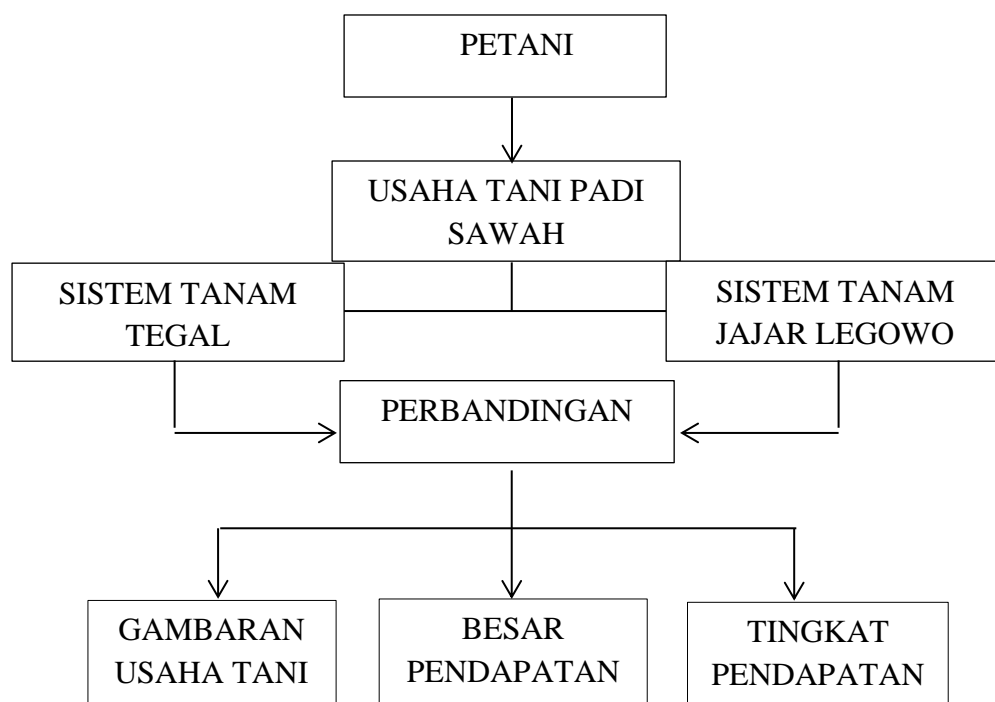 PETANI
USAHA TANI PADI
SAWAH
SISTEM TANAM
TEGAL
SISTEM TANAM
JAJAR LEGOWO
PERBANDINGAN
GAMBARAN
USAHA TANI
BESAR
PENDAPATAN
TINGKAT
PENDAPATAN